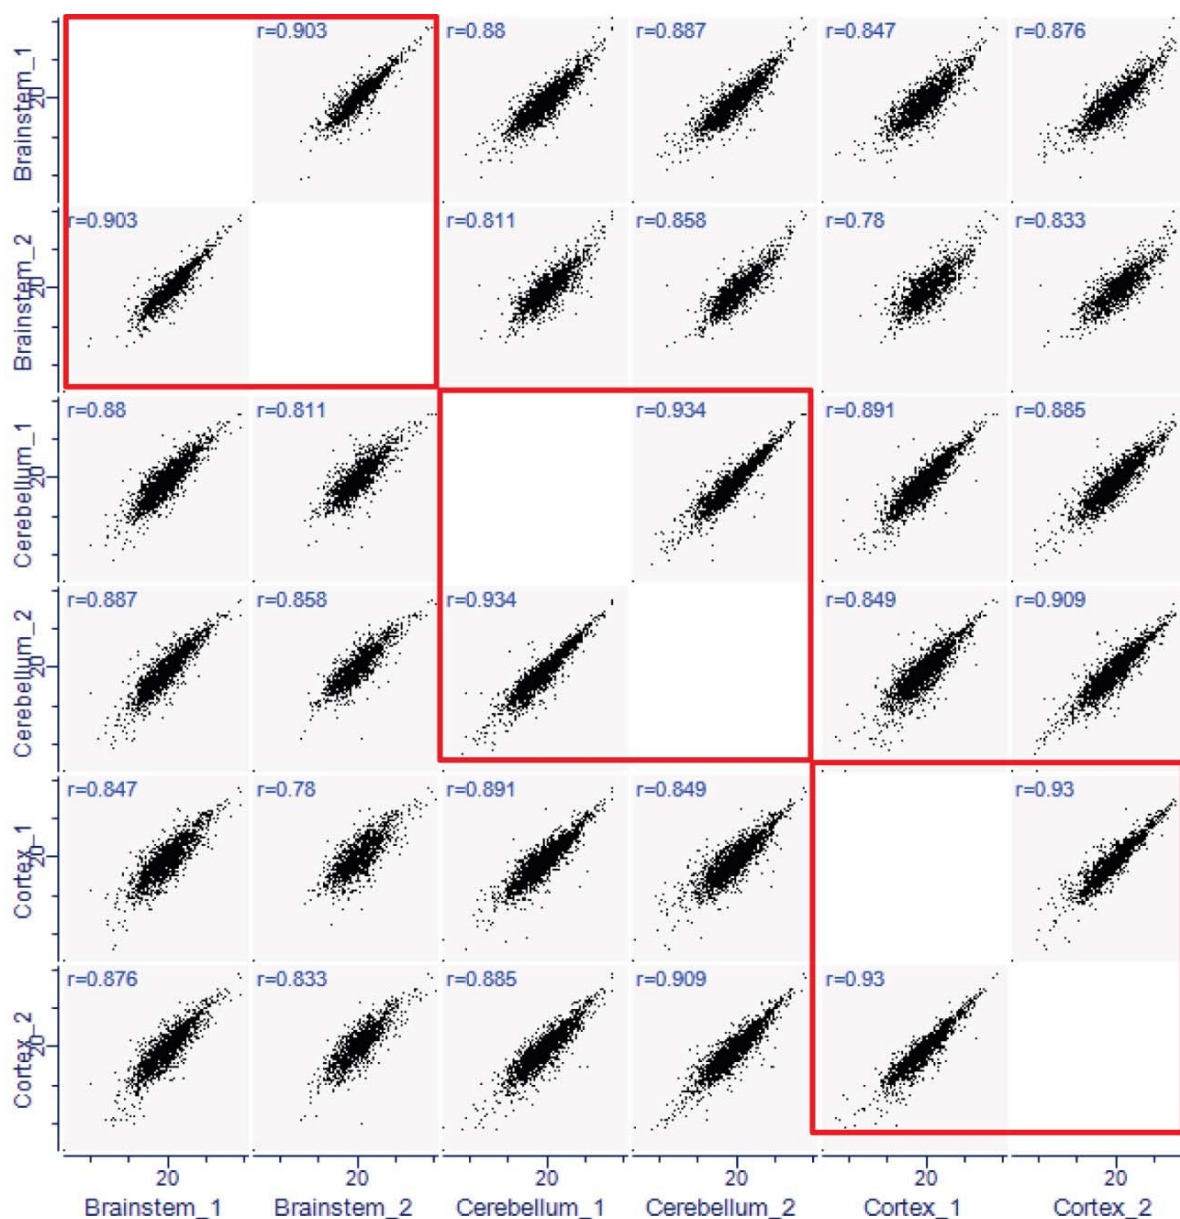 r=0.903 r=0.88 r=0.887 r=0.847 r=0.876
Brainstem_1
20
r=0.903 r=0.811 r=0.858 r=0.78 r=0.833
Brainstem_2
20
r=0.88 r=0.811 r=0.934 r=0.891 r=0.885
Cerebellum_1
20
r=0.887 r=0.858 r=0.934 r=0.849 r=0.909
Cerebellum_2
20
r=0.847 r=0.78 r=0.891 r=0.849 r=0.93
Cortex_1
20
r=0.876 r=0.833 r=0.885 r=0.909 r=0.93
Cortex_2
20
20 20 20 20 20 20
Brainstem_1 Brainstem_2 Cerebellum_1 Cerebellum_2 Cortex_1 Cortex_2